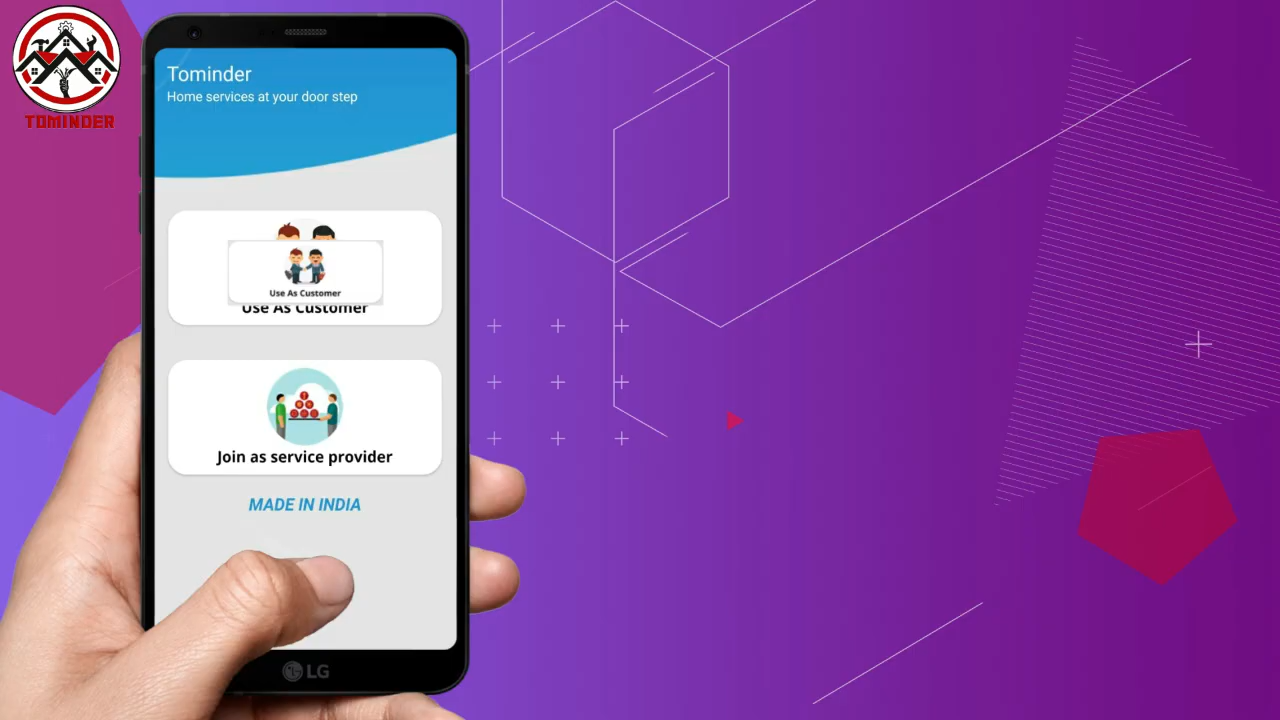 TOMINDER
Tominder
Home services at your door step
Use As Customer
Use As Customer
Join as service provider
MADE IN INDIA
LG